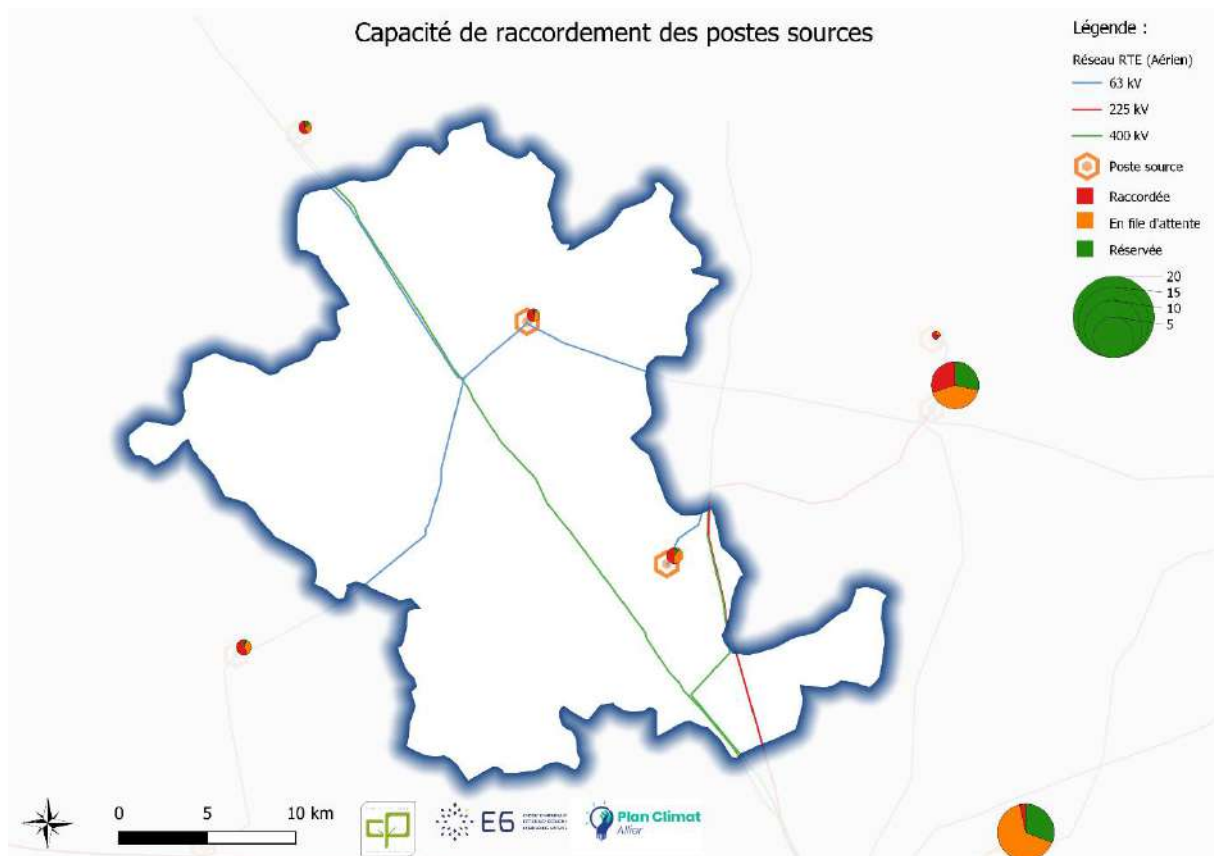 Capacité de raccordement des postes sources
Légende :
Réseau RTE (Aérien)
63 kV
225 kV
400 kV
Poste source
Raccordée
En file d'attente
Réservée
20
15
10
5
0 5 10 km
E6
Plan Climat
Allier